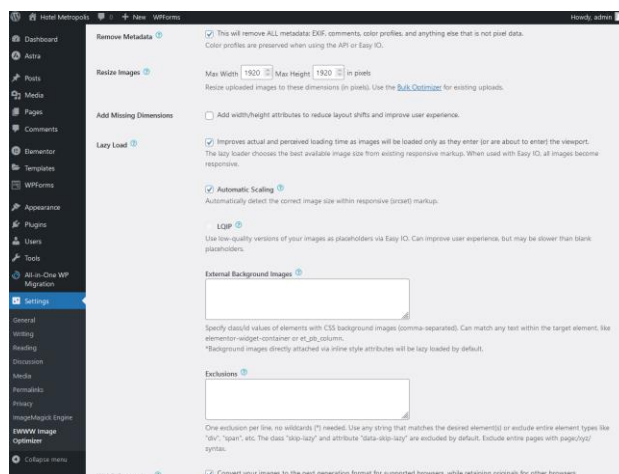 Hotel Metropolis 0 + New WPForms Howdy, admin
Dashboard
Astra
Posts
Media
Pages
Comments
Elementor
Templates
WPForms
Appearance
Plugins
Users
Tools
All-in-One WP
Migration
Settings
General
Writing
Reading
Discussion
Media
Permalinks
Privacy
ImageMagick Engine
EWWW Image
Optimizer
Collapse menu
Remove Metadata
This will remove ALL metadata: EXIF, comments, color profiles, and anything else that is not pixel data.
Color profiles are preserved when using the API or Easy IO.
Resize Images
Max Width 1920 Max Height 1920 in pixels
Resize uploaded images to these dimensions (in pixels). Use the Bulk Optimizer for existing uploads.
Add Missing Dimensions
Add width/height attributes to reduce layout shifts and improve user experience.
Lazy Load
Improves actual and perceived loading time as images will be loaded only as they enter (or are about to enter) the viewport.
The lazy loader chooses the best available image size from existing responsive markup. When used with Easy IO, all images become
responsive.
Automatic Scaling
Automatically detect the correct image size within responsive (srcset) markup.
LQIP
Use low-quality versions of your images as placeholders via Easy IO. Can improve user experience, but may be slower than blank
placeholders.
External Background Images
Specify class/id values of elements with CSS background images (comma-separated). Can match any text within the target element, like
elementor-widget-container or et_pb_column.
*Background images directly attached via inline style attributes will be lazy loaded by default.
Exclusions
One exclusion per line, no wildcards (*) needed. Use any string that matches the desired element(s) or exclude entire element types like
"div", "span", etc. The class "skip-lazy" and attribute "data-skip-lazy" are excluded by default. Exclude entire pages with page:/xyz/
syntax.
Convert your images to the next generation format for supported browsers, while retaining originals for other browsers.